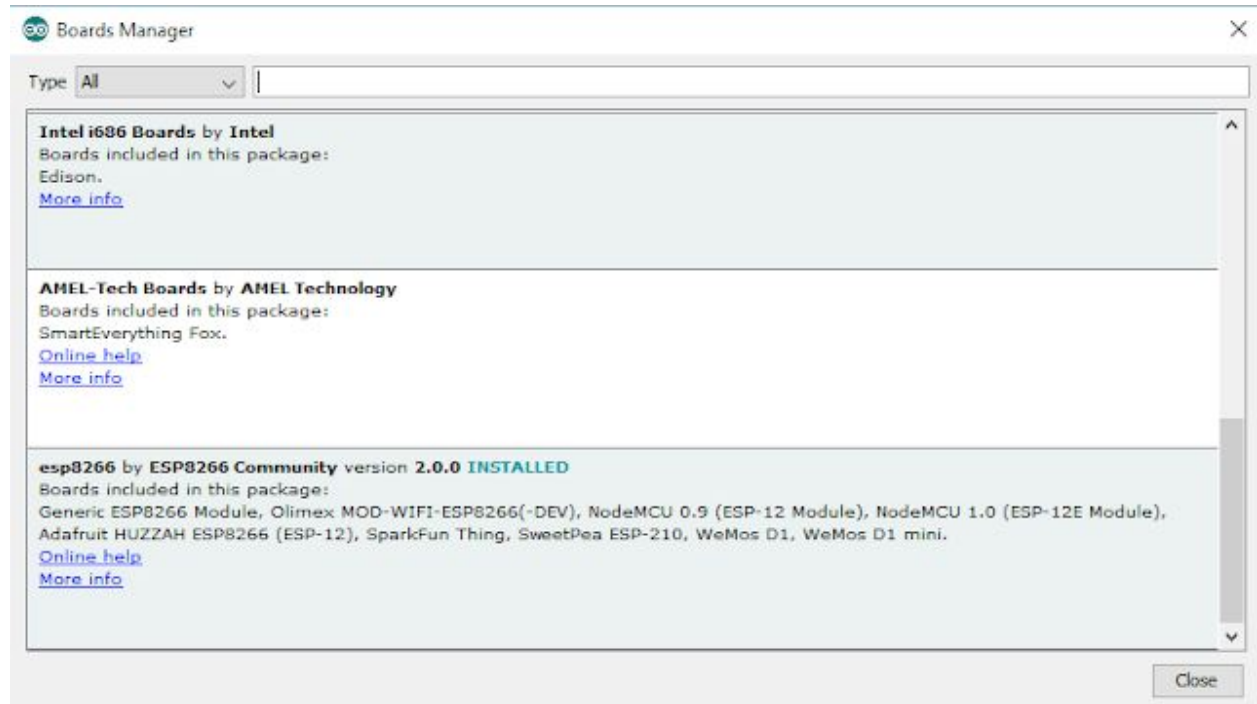 Boards Manager
Type All
Intel i686 Boards by Intel
Boards included in this package:
Edison.
More info
AMEL-Tech Boards by AMEL Technology
Boards included in this package:
SmartEverything Fox.
Online help
More info
esp8266 by ESP8266 Community version 2.0.0 INSTALLED
Boards included in this package:
Generic ESP8266 Module, Olimex MOD-WIFI-ESP8266(-DEV), NodeMCU 0.9 (ESP-12 Module), NodeMCU 1.0 (ESP-12E Module),
Adafruit HUZZAH ESP8266 (ESP-12), SparkFun Thing, SweetPea ESP-210, WeMos D1, WeMos D1 mini.
Online help
More info
Close